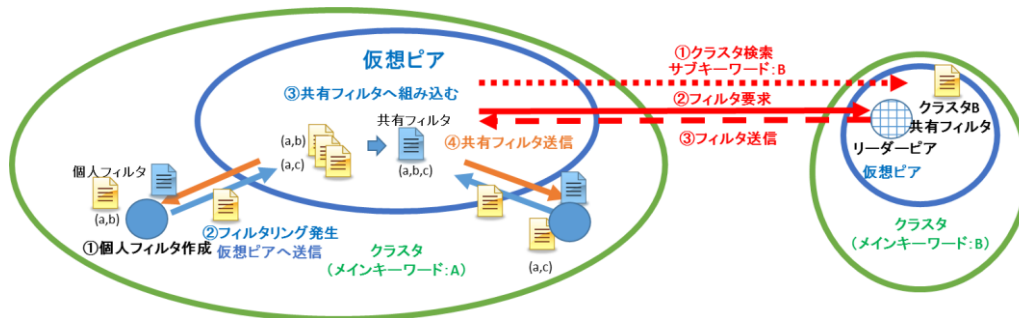 仮想ピア
③共有フィルタへ組み込む
共有フィルタ
(a,b)
(a,c)
(a,b,c)
④共有フィルタ送信
個人フィルタ
(a,b)
①個人フィルタ作成
②フィルタリング発生
仮想ピアへ送信
クラスタ
(メインキーワード:A)
(a,c)
①クラスタ検索
サブキーワード:B
②フィルタ要求
③フィルタ送信
クラスタB
共有フィルタ
リーダーピア
仮想ピア
クラスタ
(メインキーワード:B)